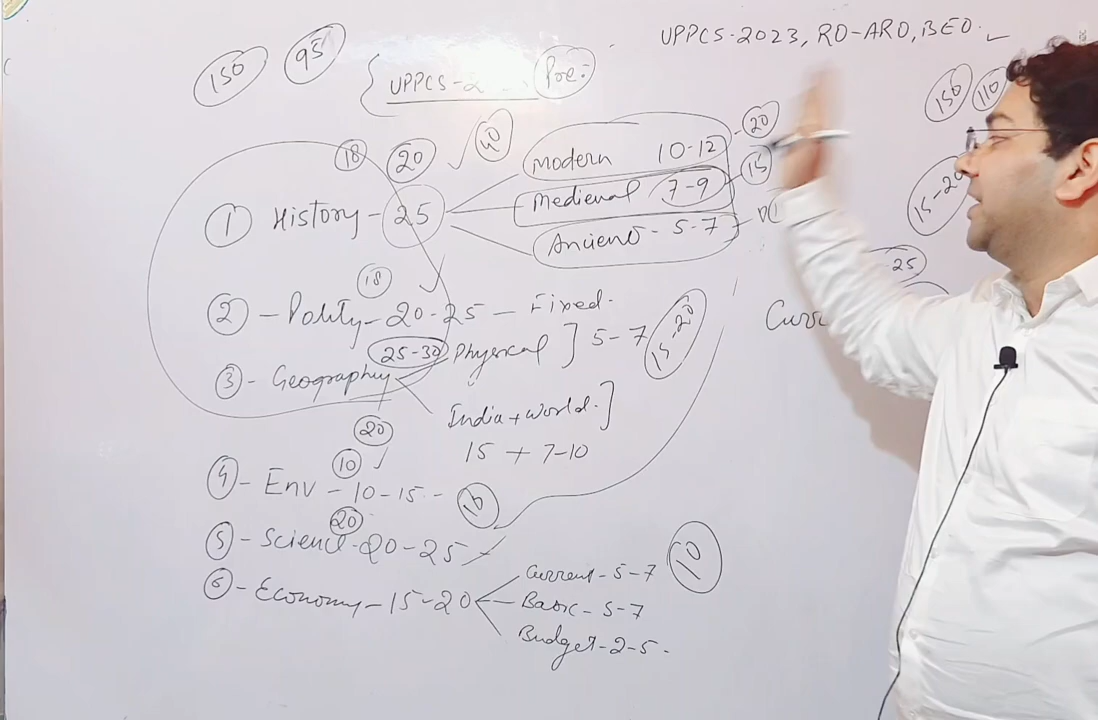 UPPCS-2023, RO-ARO, BEO.
150 95
UPPCS-2 Pre:
150 110
18 20 40
① History - 25
Modern 10-12 - 20
Medieval 7-9 15
Ancient - 5-7
15-20
25
18
② - Polity - 20-25 - Fixed.
Curr
③ - Geography 25-30 Physical ] 5-7 15-20
India + World. ]
20
15 + 7-10
10
④ - Env - 10-15 -
20
⑤ - Science - 20-25
⑥ - Economy - 15-20
Current - 5-7 10
Basic - 5-7
Budget - 2-5.